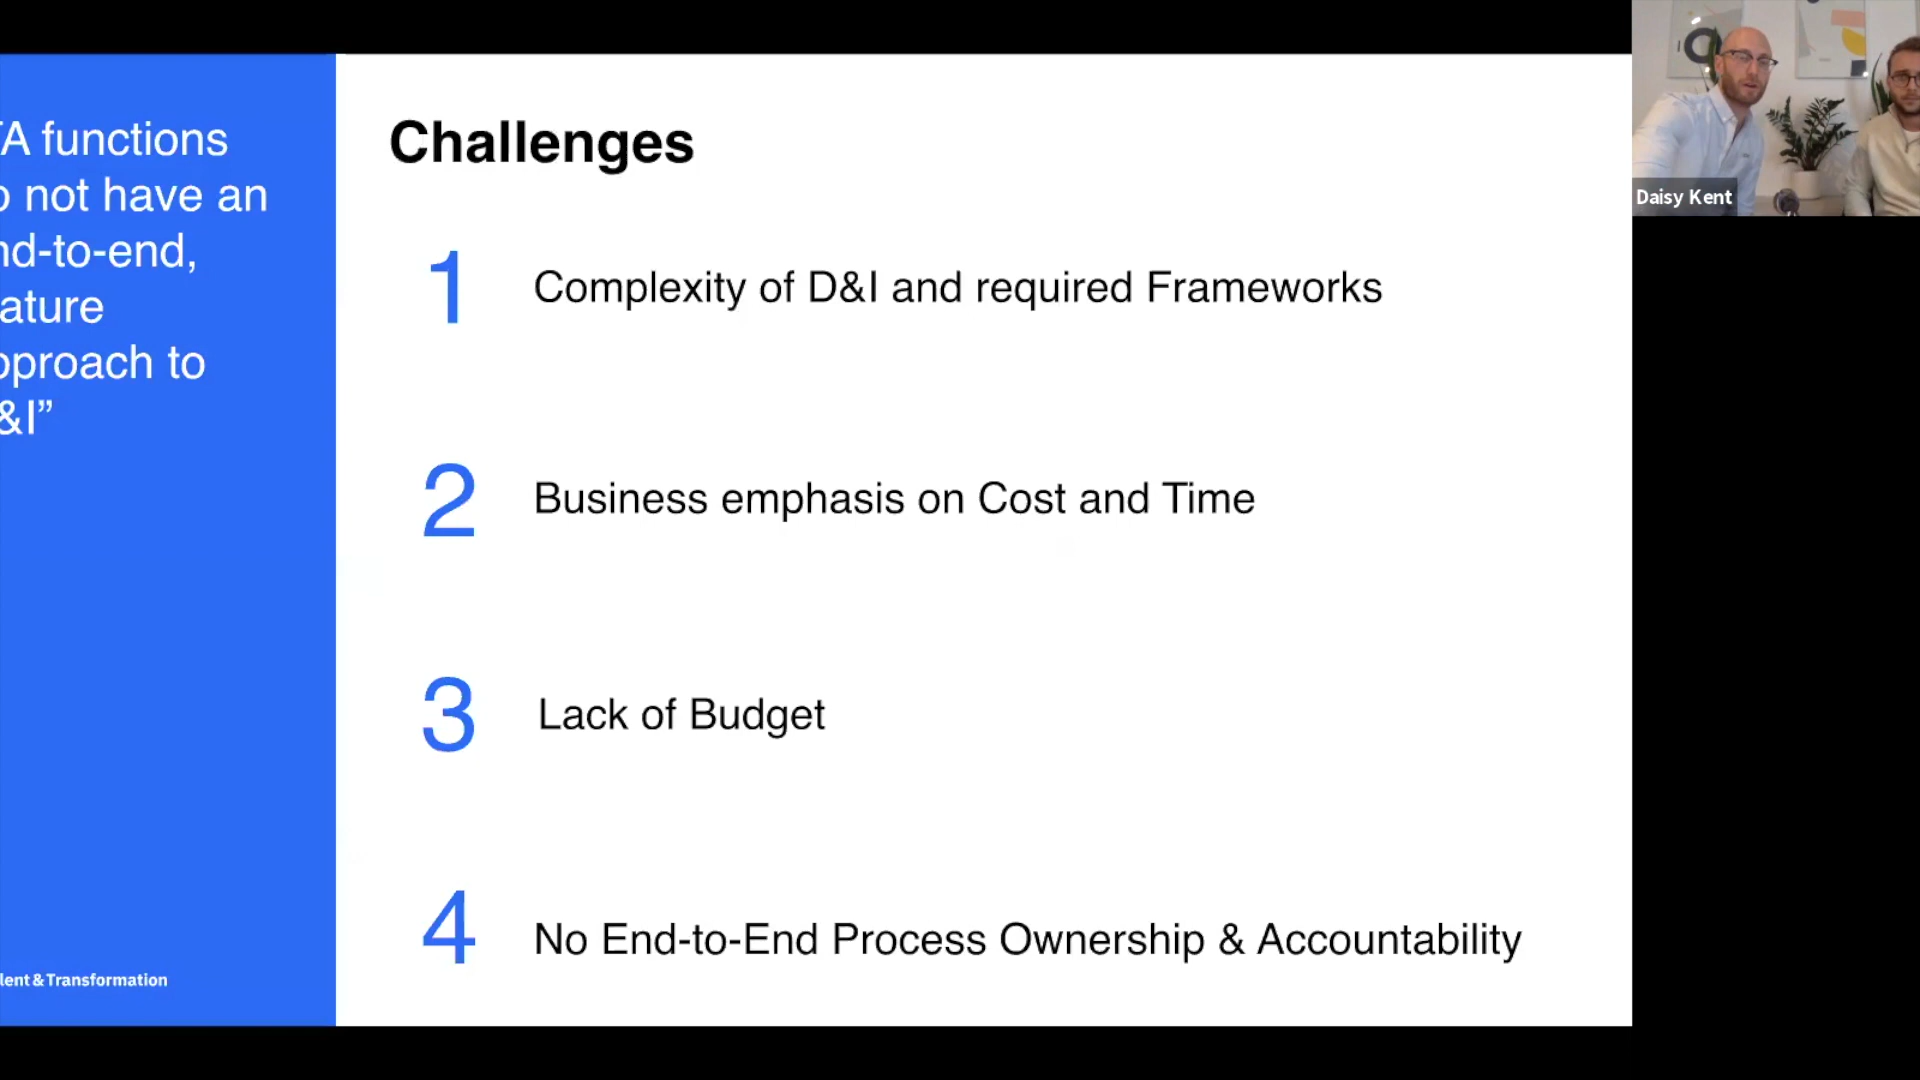 TA functions
not have an
nd-to-end,
ature
pproach to
&I”
lent & Transformation
Challenges
1 Complexity of D&I and required Frameworks
2 Business emphasis on Cost and Time
3 Lack of Budget
4 No End-to-End Process Ownership & Accountability
Daisy Kent